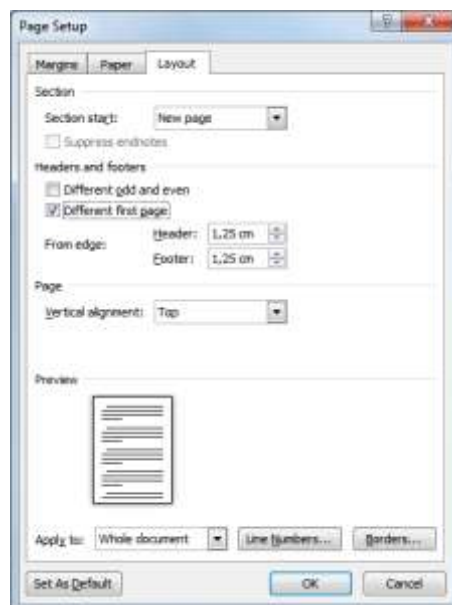 Page Setup
Margins Paper Layout
Section
Section start: New page
Suppress endnotes
Headers and footers
Different odd and even
Different first page
From edge: Header: 1,25 cm
Footer: 1,25 cm
Page
Vertical alignment: Top
Preview
Apply to: Whole document Line Numbers... Borders...
Set As Default OK Cancel